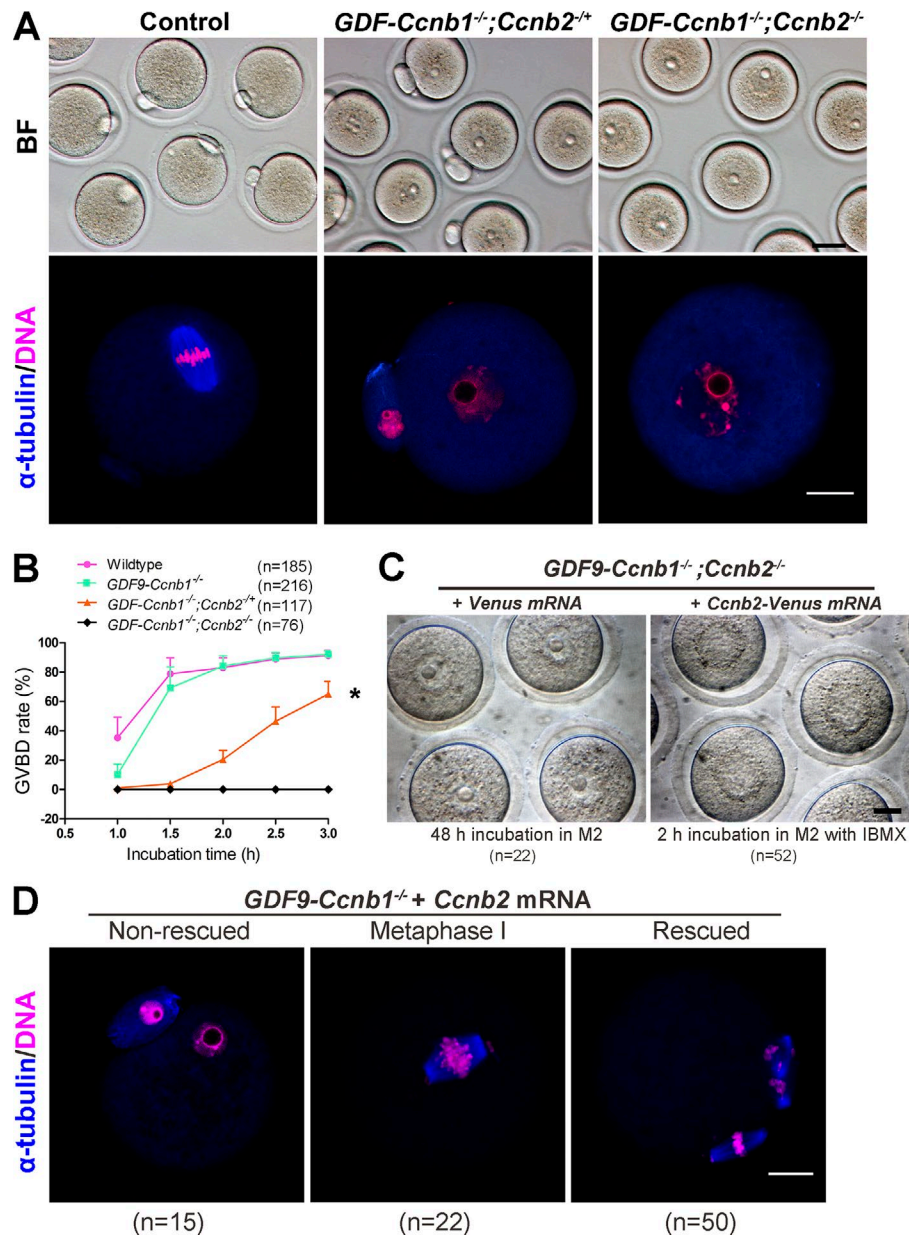 A
Control
GDF-Ccnb1-/-;Ccnb2-/+
GDF-Ccnb1-/-;Ccnb2-/-
BF
α-tubulin/DNA
B
Wildtype (n=185)
GDF9-Ccnb1-/- (n=216)
GDF-Ccnb1-/-;Ccnb2-/+ (n=117)
GDF-Ccnb1-/-;Ccnb2-/- (n=76)
GVBD rate (%)
100
80
60
40
20
0
-20
*
0.5 1.0 1.5 2.0 2.5 3.0
Incubation time (h)
C
GDF9-Ccnb1-/-;Ccnb2-/-
+ Venus mRNA
+ Ccnb2-Venus mRNA
48 h incubation in M2
(n=22)
2 h incubation in M2 with IBMX
(n=52)
D
GDF9-Ccnb1-/- + Ccnb2 mRNA
Non-rescued
Metaphase I
Rescued
α-tubulin/DNA
(n=15)
(n=22)
(n=50)